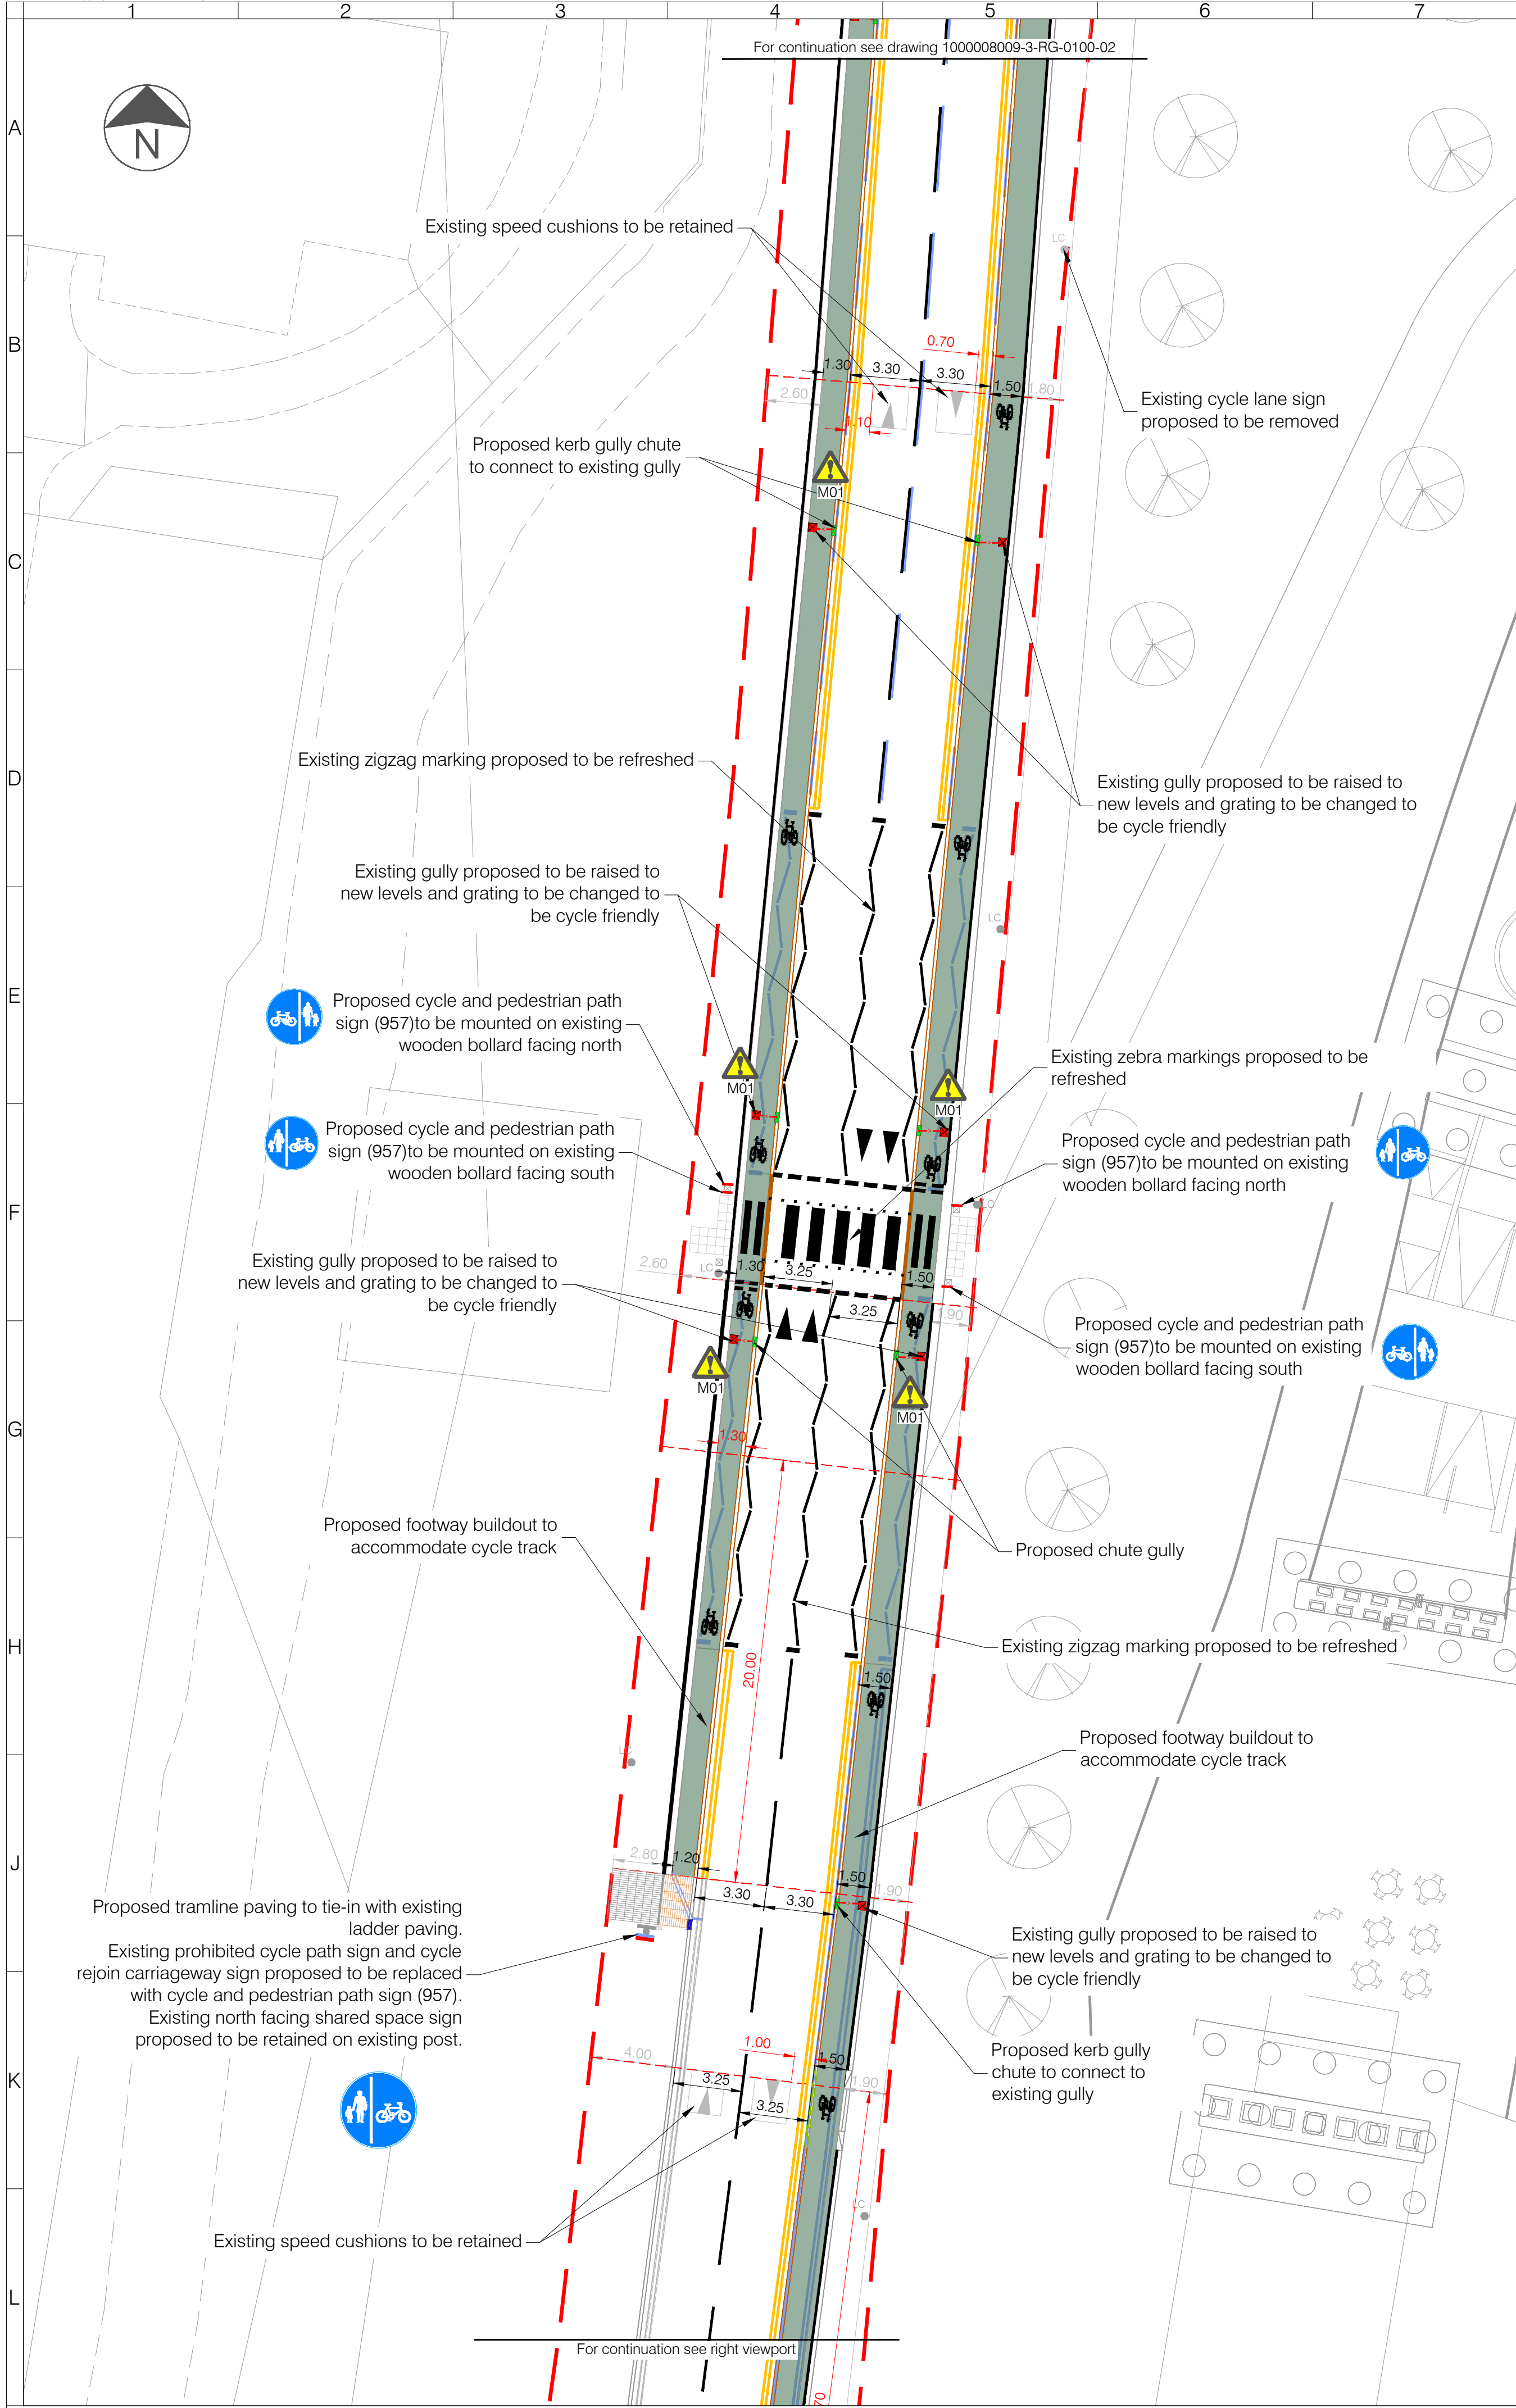 1 2 3 4 5 6 7
For continuation see drawing 1000008009-3-RG-0100-02
A
N
Existing speed cushions to be retained
LC
B
0.70
1.30 3.30 3.30 1.50 1.80
2.60
1.10
Existing cycle lane sign
proposed to be removed
Proposed kerb gully chute
to connect to existing gully
M01
C
Existing zigzag marking proposed to be refreshed
D
Existing gully proposed to be raised to
new levels and grating to be changed to
be cycle friendly
Existing gully proposed to be raised to
new levels and grating to be changed to
be cycle friendly
LC
E
Proposed cycle and pedestrian path
sign (957)to be mounted on existing
wooden bollard facing north
Existing zebra markings proposed to be
refreshed
M01
M01
Proposed cycle and pedestrian path
sign (957)to be mounted on existing
wooden bollard facing south
Proposed cycle and pedestrian path
sign (957)to be mounted on existing
wooden bollard facing north
LC
F
Existing gully proposed to be raised to
new levels and grating to be changed to
be cycle friendly
2.60
LC
1.30
3.25
1.50
3.25
1.90
Proposed cycle and pedestrian path
sign (957)to be mounted on existing
wooden bollard facing south
M01
M01
G
1.30
Proposed footway buildout to
accommodate cycle track
Proposed chute gully
H
Existing zigzag marking proposed to be refreshed
20.00
1.50
Proposed footway buildout to
accommodate cycle track
LC
J
2.80
1.20
3.30
3.30
1.50
1.90
Proposed tramline paving to tie-in with existing
ladder paving.
Existing prohibited cycle path sign and cycle
rejoin carriageway sign proposed to be replaced
with cycle and pedestrian path sign (957).
Existing north facing shared space sign
proposed to be retained on existing post.
Existing gully proposed to be raised to
new levels and grating to be changed to
be cycle friendly
Proposed kerb gully
chute to connect to
existing gully
K
4.00
1.00
3.25
3.25
1.50
1.90
LC
Existing speed cushions to be retained
L
For continuation see right viewport
70